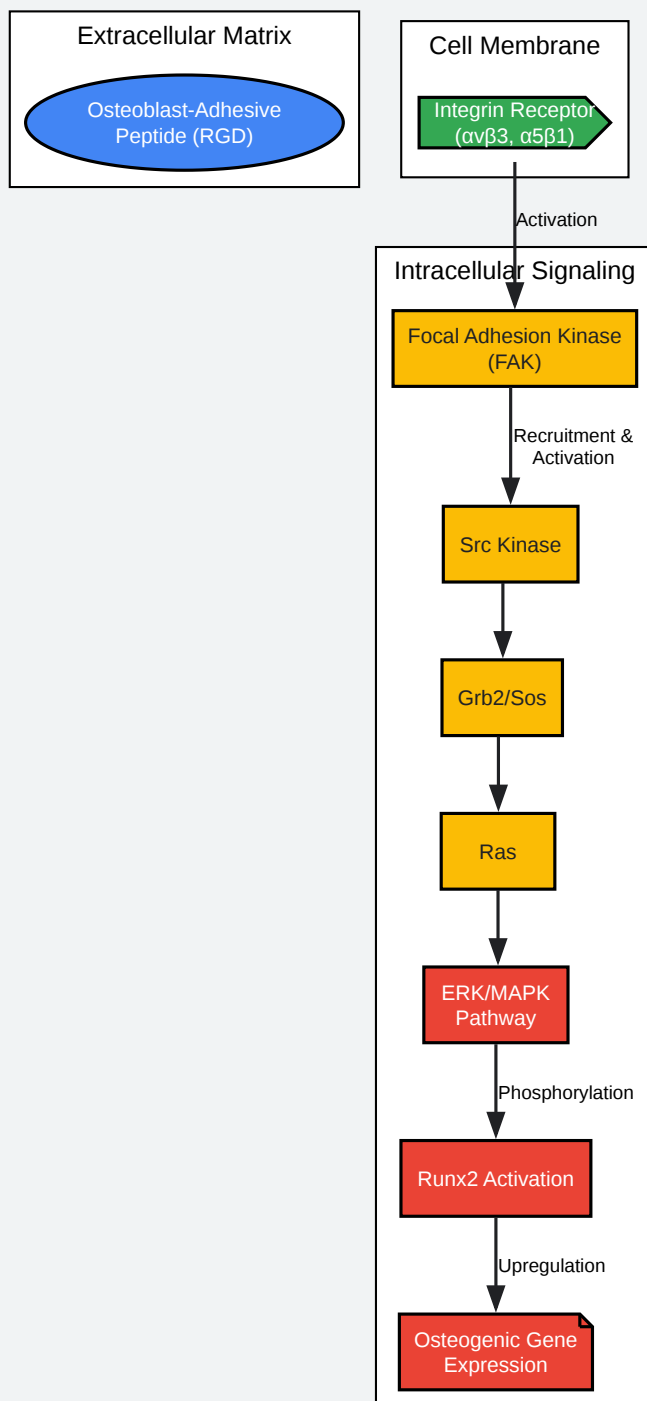 Extracellular Matrix
Osteoblast-Adhesive
Peptide (RGD)
Cell Membrane
Integrin Receptor
(αvβ3, α5β1)
Activation
Intracellular Signaling
Focal Adhesion Kinase
(FAK)
Recruitment &
Activation
Src Kinase
Grb2/Sos
Ras
ERK/MAPK
Pathway
Phosphorylation
Runx2 Activation
Upregulation
Osteogenic Gene
Expression